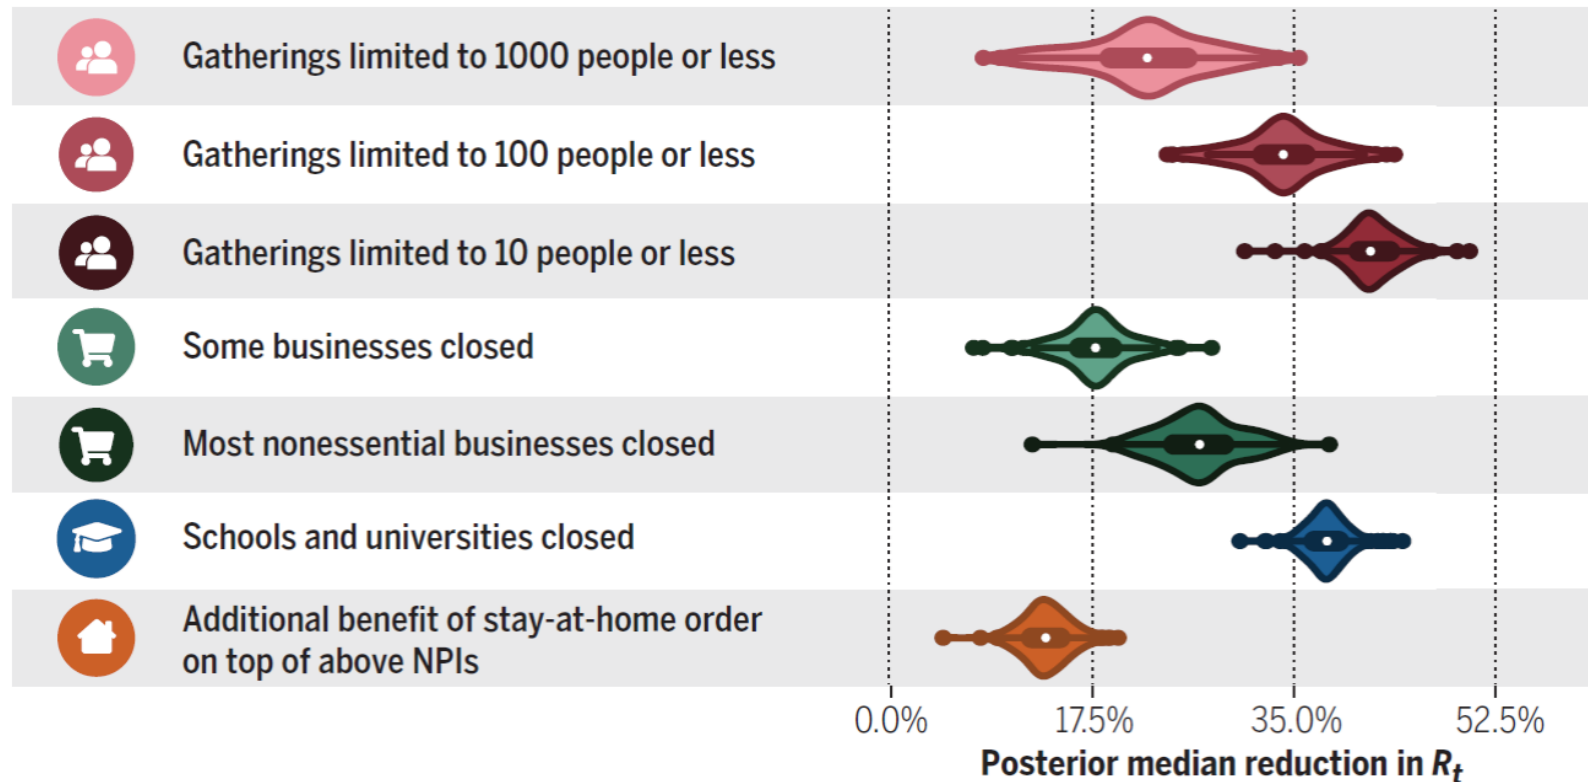 Gatherings limited to 1000 people or less
Gatherings limited to 100 people or less
Gatherings limited to 10 people or less
Some businesses closed
Most nonessential businesses closed
Schools and universities closed
Additional benefit of stay-at-home order
on top of above NPIs
0.0% 17.5% 35.0% 52.5%
Posterior median reduction in Rt